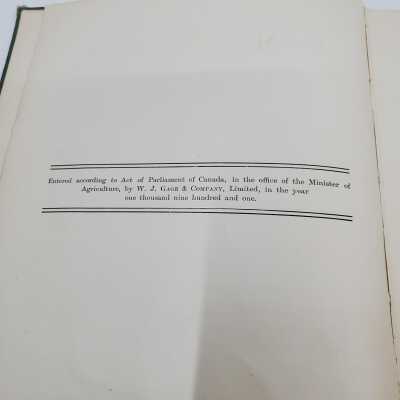 Entered according to Act of Parliament of Canada, in the office of the Minister of
Agriculture, by W. J. GAGE & COMPANY, Limited, in the year
one thousand nine hundred and one.